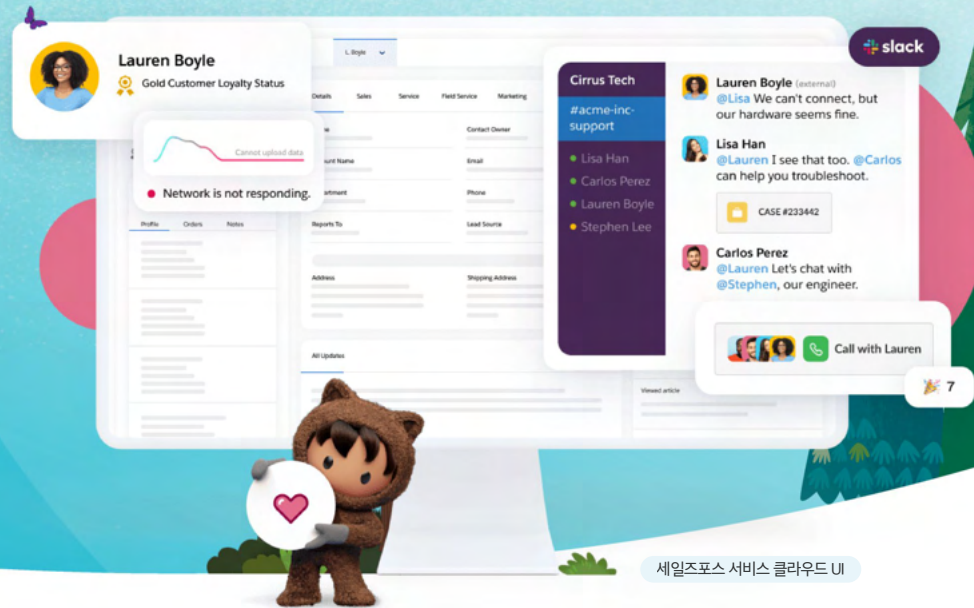 Lauren Boyle
Gold Customer Loyalty Status
Cannot upload data
Network is not responding.
L. Boyle
Details Sales Service Field Service Marketing
Contact Owner
Email
Phone
Reports To
Lead Source
Address
Shipping Address
Profile Orders Notes
All Updates
Viewed article
slack
Cirrus Tech
#acme-inc-
support
Lisa Han
Carlos Perez
Lauren Boyle
Stephen Lee
Lauren Boyle (external)
@Lisa We can't connect, but
our hardware seems fine.
Lisa Han
@Lauren I see that too. @Carlos
can help you troubleshoot.
CASE #233442
Carlos Perez
@Lauren Let's chat with
@Stephen, our engineer.
Call with Lauren
7
세일즈포스 서비스 클라우드 UI